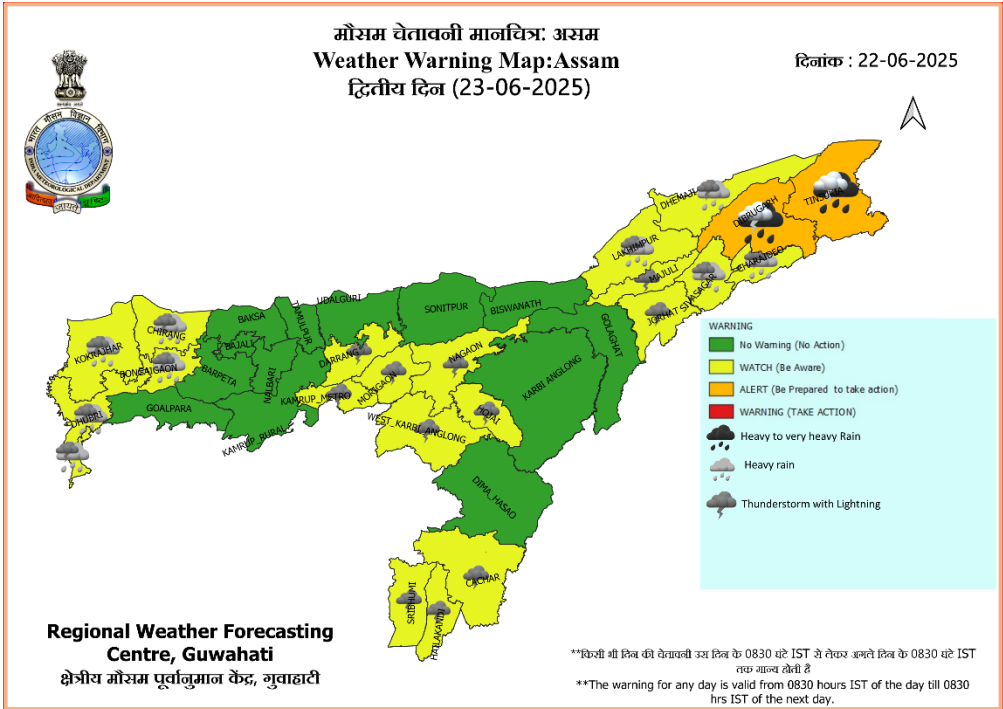 मौसम चेतावनी मानचित्र: असम
Weather Warning Map:Assam
द्वितीय दिन (23-06-2025)
दिनांक : 22-06-2025
भारत मौसम विज्ञान विभाग
INDIA METEOROLOGICAL DEPARTMENT
DHEMAJI
TINSUKIA
DIBRUGARH
LAKHIMPUR
CHARAIDEO
MAJULI
SIVASAGAR
JORHAT
UDALGURI
SONITPUR
BISWANATH
BAKSA
TAMULPUR
GOLAGHAT
CHIRANG
KOKRAJHAR
BAJALI
DARRANG
NAGAON
BONGAIGAON
BARPETA
NALBARI
MORIGAON
KARBI ANGLONG
KAMRUP_METRO
GOALPARA
DHUBRI
HOJAI
WEST_KARBI_ANGLONG
KAMRUP_RURAL
DIMA_HASAO
CACHAR
SRIBHUMI
HAILAKANDI
WARNING
No Warning (No Action)
WATCH (Be Aware)
ALERT (Be Prepared to take action)
WARNING (TAKE ACTION)
Heavy to very heavy Rain
Heavy rain
Thunderstorm with Lightning
Regional Weather Forecasting
Centre, Guwahati
क्षेत्रीय मौसम पूर्वानुमान केंद्र, गुवाहाटी
**किसी भी दिन की चेतावनी उस दिन के 0830 घंटे IST से लेकर अगले दिन के 0830 घंटे IST
तक मान्य होती है
**The warning for any day is valid from 0830 hours IST of the day till 0830
hrs IST of the next day.